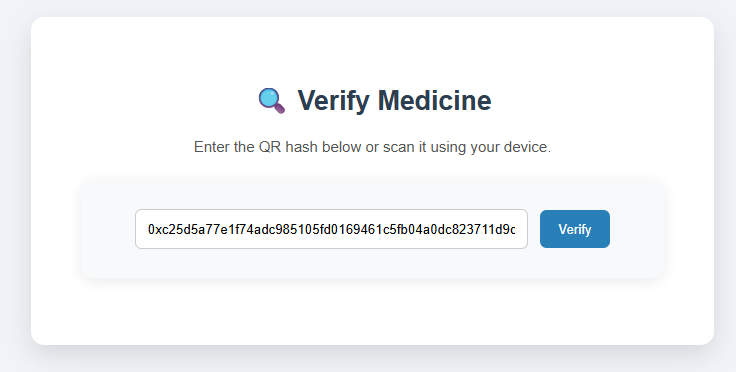 Verify Medicine
Enter the QR hash below or scan it using your device.
0xc25d5a77e1f74adc985105fd0169461c5fb04a0dc823711d9c
Verify